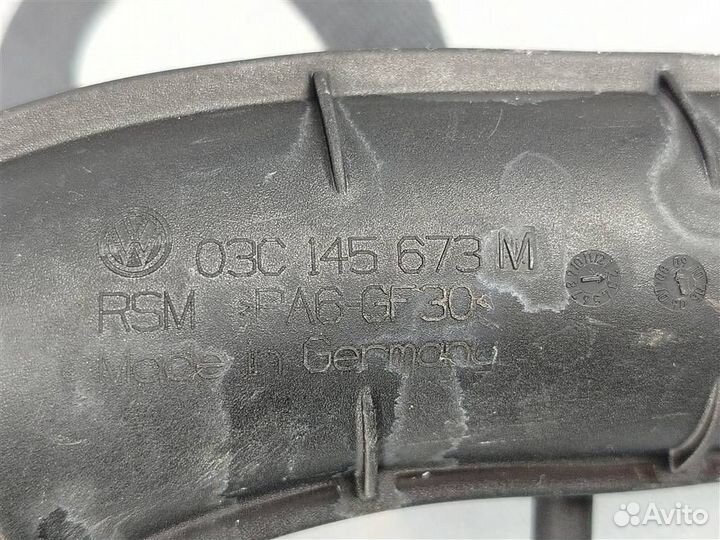 03C 145 673 M
RSM >PA6 GF30<
Made in Germany
Avito